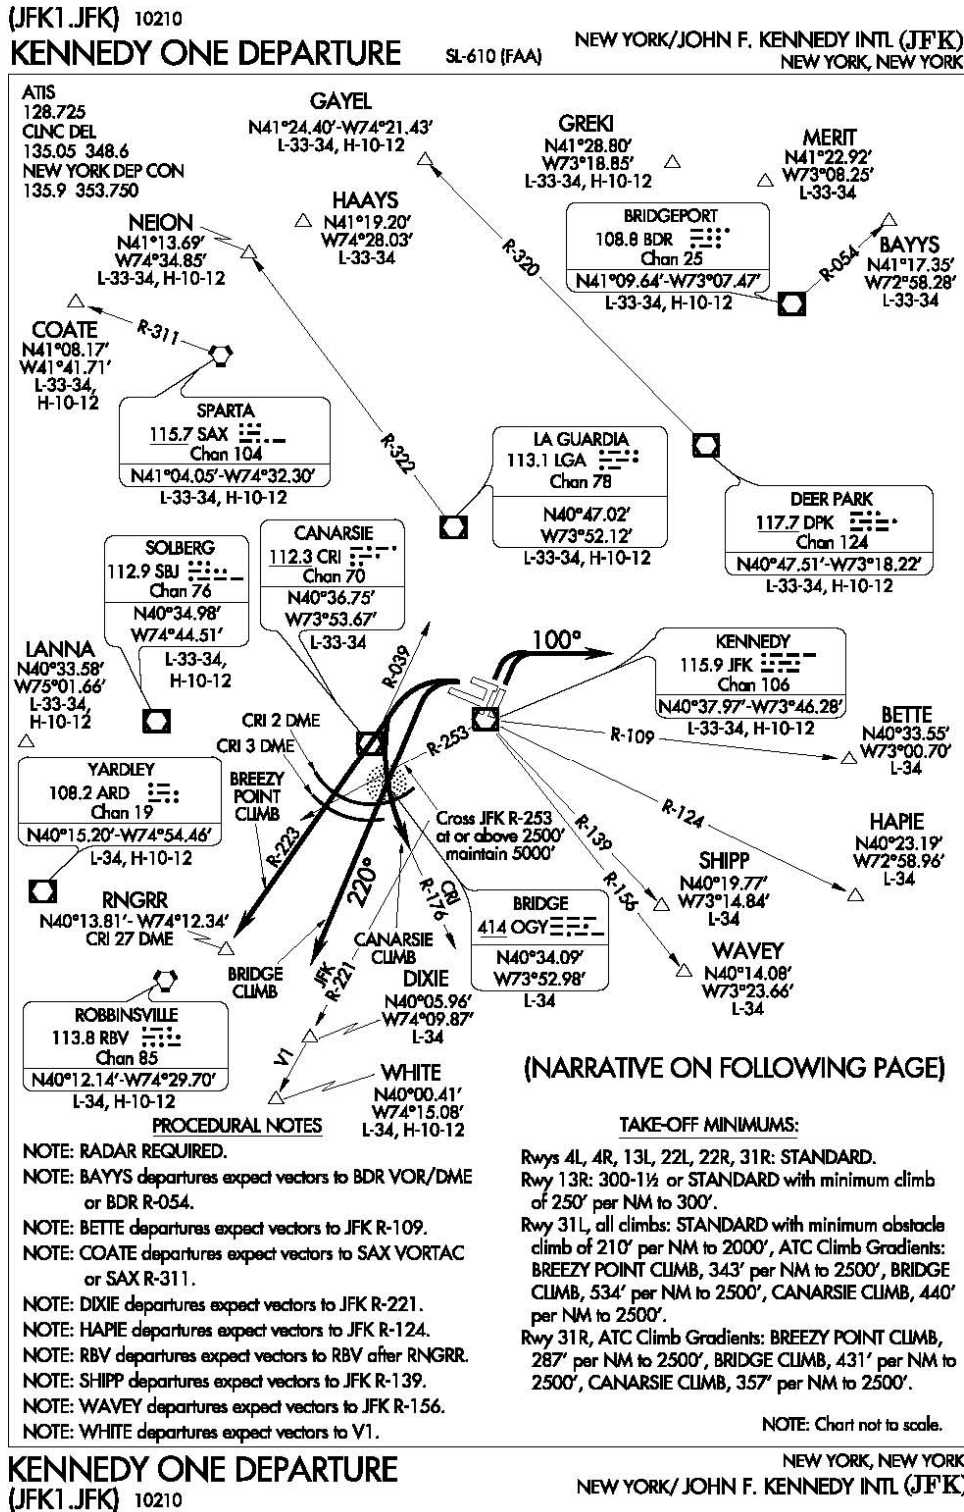 (JFK1.JFK) 10210
KENNEDY ONE DEPARTURE
SL-610 (FAA)
NEW YORK/JOHN F. KENNEDY INTL (JFK)
NEW YORK, NEW YORK
ATIS
128.725
CLNC DEL
135.05 348.6
NEW YORK DEP CON
135.9 353.750
GAYEL
N41°24.40'-W74°21.43'
L-33-34, H-10-12
GREKI
N41°28.80'
W73°18.85'
L-33-34, H-10-12
MERIT
N41°22.92'
W73°08.25'
L-33-34
NEION
N41°13.69'
W74°34.85'
L-33-34, H-10-12
HAAYS
N41°19.20'
W74°28.03'
L-33-34
BRIDGEPORT
108.8 BDR
Chan 25
N41°09.64'-W73°07.47'
L-33-34, H-10-12
R-054
BAYYS
N41°17.35'
W72°58.28'
L-33-34
R-320
COATE
N41°08.17'
W41°41.71'
L-33-34,
H-10-12
R-311
SPARTA
115.7 SAX
Chan 104
N41°04.05'-W74°32.30'
L-33-34, H-10-12
R-322
LA GUARDIA
113.1 LGA
Chan 78
N40°47.02'
W73°52.12'
L-33-34, H-10-12
DEER PARK
117.7 DPK
Chan 124
N40°47.51'-W73°18.22'
L-33-34, H-10-12
SOLBERG
112.9 SBJ
Chan 76
N40°34.98'
W74°44.51'
L-33-34,
H-10-12
CANARSIE
112.3 CRI
Chan 70
N40°36.75'
W73°53.67'
L-33-34
LANNA
N40°33.58'
W75°01.66'
L-33-34,
H-10-12
R-039
100°
KENNEDY
115.9 JFK
Chan 106
N40°37.97'-W73°46.28'
L-33-34, H-10-12
CRI 2 DME
CRI 3 DME
R-253
R-109
BETTE
N40°33.55'
W73°00.70'
L-34
YARDLEY
108.2 ARD
Chan 19
N40°15.20'-W74°54.46'
L-34, H-10-12
BREEZY
POINT
CLIMB
R-223
220°
Cross JFK R-253
at or above 2500'
maintain 5000'
R-139
R-124
R-156
HAPIE
N40°23.19'
W72°58.96'
L-34
SHIPP
N40°19.77'
W73°14.84'
L-34
RNGRR
N40°13.81'- W74°12.34'
CRI 27 DME
CRI
R-176
BRIDGE
414 OGY
N40°34.09'
W73°52.98'
L-34
WAVEY
N40°14.08'
W73°23.66'
L-34
BRIDGE
CLIMB
JFK
R-221
CANARSIE
CLIMB
DIXIE
N40°05.96'
W74°09.87'
L-34
ROBBINSVILLE
113.8 RBV
Chan 85
N40°12.14'-W74°29.70'
L-34, H-10-12
V1
WHITE
N40°00.41'
W74°15.08'
L-34, H-10-12
(NARRATIVE ON FOLLOWING PAGE)
PROCEDURAL NOTES
NOTE: RADAR REQUIRED.
NOTE: BAYYS departures expect vectors to BDR VOR/DME
or BDR R-054.
NOTE: BETTE departures expect vectors to JFK R-109.
NOTE: COATE departures expect vectors to SAX VORTAC
or SAX R-311.
NOTE: DIXIE departures expect vectors to JFK R-221.
NOTE: HAPIE departures expect vectors to JFK R-124.
NOTE: RBV departures expect vectors to RBV after RNGRR.
NOTE: SHIPP departures expect vectors to JFK R-139.
NOTE: WAVEY departures expect vectors to JFK R-156.
NOTE: WHITE departures expect vectors to V1.
TAKE-OFF MINIMUMS:
Rwys 4L, 4R, 13L, 22L, 22R, 31R: STANDARD.
Rwy 13R: 300-1½ or STANDARD with minimum climb
of 250' per NM to 300'.
Rwy 31L, all climbs: STANDARD with minimum obstacle
climb of 210' per NM to 2000', ATC Climb Gradients:
BREEZY POINT CLIMB, 343' per NM to 2500', BRIDGE
CLIMB, 534' per NM to 2500', CANARSIE CLIMB, 440'
per NM to 2500'.
Rwy 31R, ATC Climb Gradients: BREEZY POINT CLIMB,
287' per NM to 2500', BRIDGE CLIMB, 431' per NM to
2500', CANARSIE CLIMB, 357' per NM to 2500'.
NOTE: Chart not to scale.
KENNEDY ONE DEPARTURE
(JFK1.JFK) 10210
NEW YORK, NEW YORK
NEW YORK/ JOHN F. KENNEDY INTL (JFK)